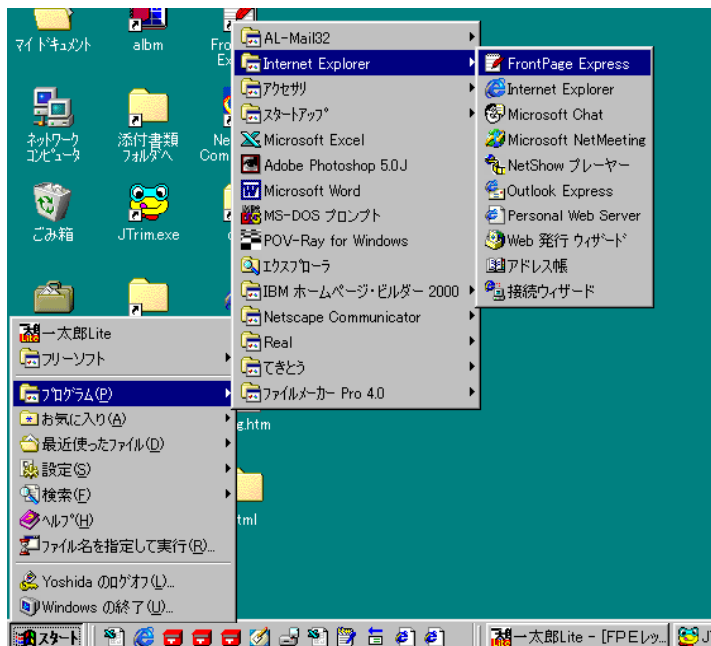 マイ ドキュメント
albm
Fro
Ex
ネットワーク
コンピュータ
添付書類
フォルダへ
Ne
Com
ごみ箱
JTrim.exe
g.htm
tml
AL-Mail32
Internet Explorer
アクセサリ
スタートアップ
Microsoft Excel
Adobe Photoshop 5.0J
Microsoft Word
MS-DOS プロンプト
POV-Ray for Windows
エクスプローラ
IBM ホームページ・ビルダー 2000
Netscape Communicator
Real
てきとう
ファイルメーカー Pro 4.0
FrontPage Express
Internet Explorer
Microsoft Chat
Microsoft NetMeeting
NetShow プレーヤー
Outlook Express
Personal Web Server
Web 発行 ウィザード
アドレス帳
接続ウィザード
一太郎Lite
フリーソフト
プログラム(P)
お気に入り(A)
最近使ったファイル(D)
設定(S)
検索(F)
ヘルプ(H)
ファイル名を指定して実行(R)...
Yoshida のログオフ(L)...
Windows の終了(U)...
スタート
一太郎Lite - [FPEレッ...
J